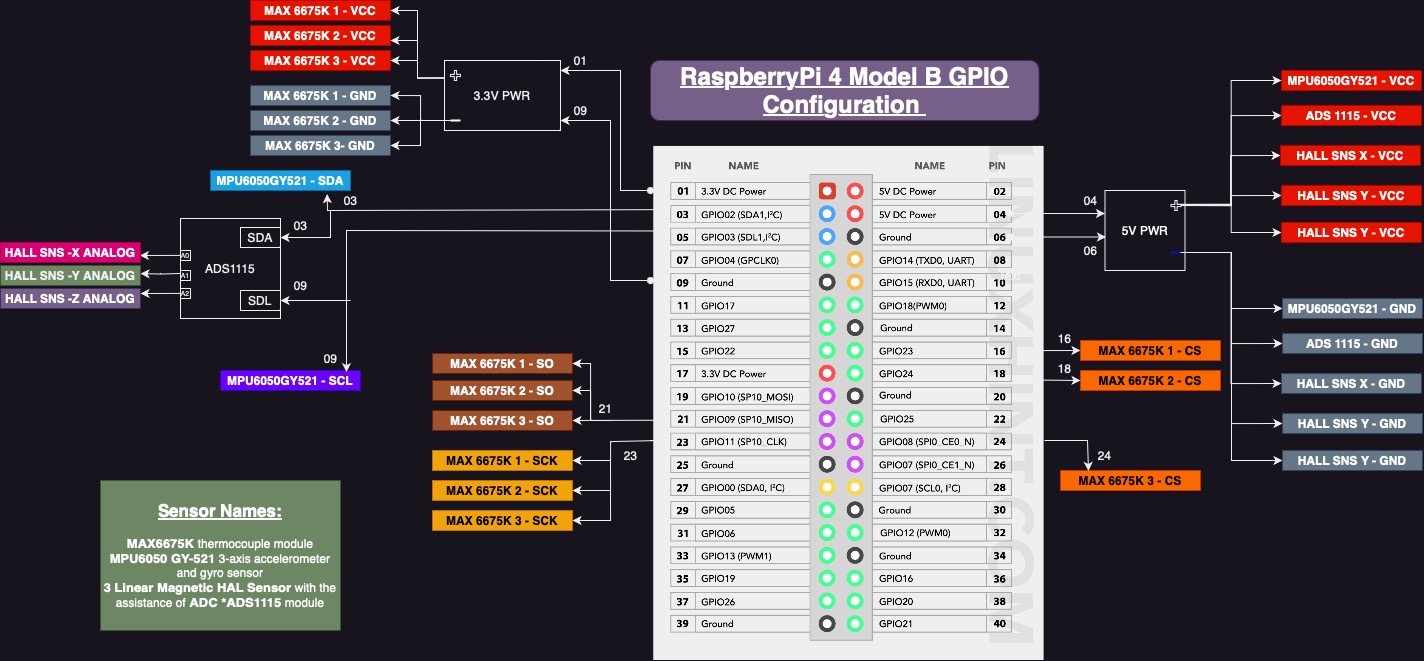 MAX 6675K 1 - VCC
MAX 6675K 2 - VCC
MAX 6675K 3 - VCC
MAX 6675K 1 - GND
MAX 6675K 2 - GND
MAX 6675K 3- GND
3.3V PWR
01
09
RaspberryPi 4 Model B GPIO
Configuration
MPU6050GY521 - SDA
03
03
SDA
ADS1115
SDL
A0
A1
A2
09
HALL SNS -X ANALOG
HALL SNS -Y ANALOG
HALL SNS -Z ANALOG
09
MPU6050GY521 - SCL
MAX 6675K 1 - SO
MAX 6675K 2 - SO
MAX 6675K 3 - SO
21
MAX 6675K 1 - SCK
MAX 6675K 2 - SCK
MAX 6675K 3 - SCK
23
Sensor Names:
MAX6675K thermocouple module
MPU6050 GY-521 3-axis accelerometer
and gyro sensor
3 Linear Magnetic HAL Sensor with the
assistance of ADC *ADS1115 module
PIN NAME NAME PIN
01 3.3V DC Power 5V DC Power 02
03 GPIO02 (SDA1,I²C) 5V DC Power 04
05 GPIO03 (SDL1,I²C) Ground 06
07 GPIO04 (GPCLK0) GPIO14 (TXD0, UART) 08
09 Ground GPIO15 (RXD0, UART) 10
11 GPIO17 GPIO18(PWM0) 12
13 GPIO27 Ground 14
15 GPIO22 GPIO23 16
17 3.3V DC Power GPIO24 18
19 GPIO10 (SP10_MOSI) Ground 20
21 GPIO09 (SP10_MISO) GPIO25 22
23 GPIO11 (SP10_CLK) GPIO08 (SPI0_CE0_N) 24
25 Ground GPIO07 (SPI0_CE1_N) 26
27 GPIO00 (SDA0, I²C) GPIO07 (SCL0, I²C) 28
29 GPIO05 Ground 30
31 GPIO06 GPIO12 (PWM0) 32
33 GPIO13 (PWM1) Ground 34
35 GPIO19 GPIO16 36
37 GPIO26 GPIO20 38
39 Ground GPIO21 40
04
06
5V PWR
MPU6050GY521 - VCC
ADS 1115 - VCC
HALL SNS X - VCC
HALL SNS Y - VCC
HALL SNS Y - VCC
MPU6050GY521 - GND
ADS 1115 - GND
HALL SNS X - GND
HALL SNS Y - GND
HALL SNS Y - GND
16
MAX 6675K 1 - CS
18
MAX 6675K 2 - CS
24
MAX 6675K 3 - CS